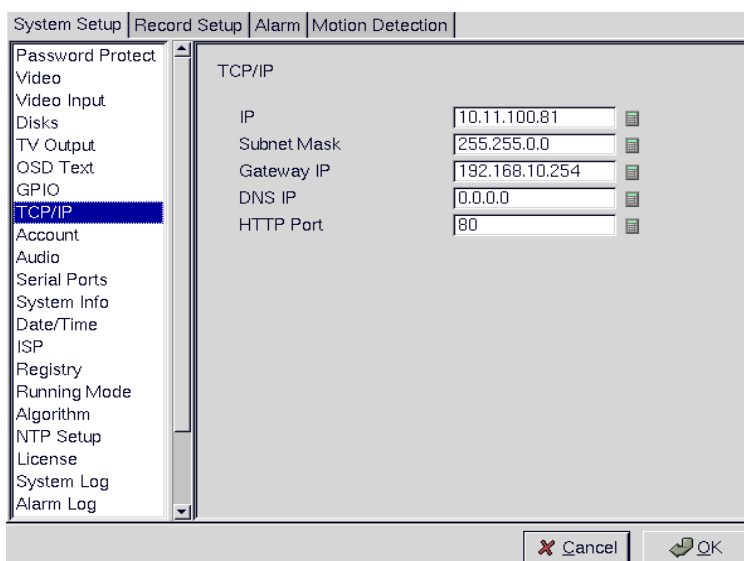 System Setup Record Setup Alarm Motion Detection
Password Protect
Video
Video Input
Disks
TV Output
OSD Text
GPIO
TCP/IP
Account
Audio
Serial Ports
System Info
Date/Time
ISP
Registry
Running Mode
Algorithm
NTP Setup
License
System Log
Alarm Log
TCP/IP
IP 10.11.100.81
Subnet Mask 255.255.0.0
Gateway IP 192.168.10.254
DNS IP 0.0.0.0
HTTP Port 80
Cancel OK